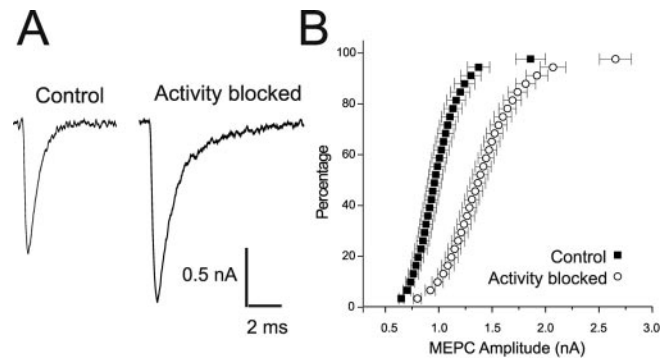 A
Control
Activity blocked
0.5 nA
2 ms
B
100
80
60
40
20
0
Percentage
Control
Activity blocked
0.5
1.0
1.5
2.0
2.5
3.0
MEPC Amplitude (nA)